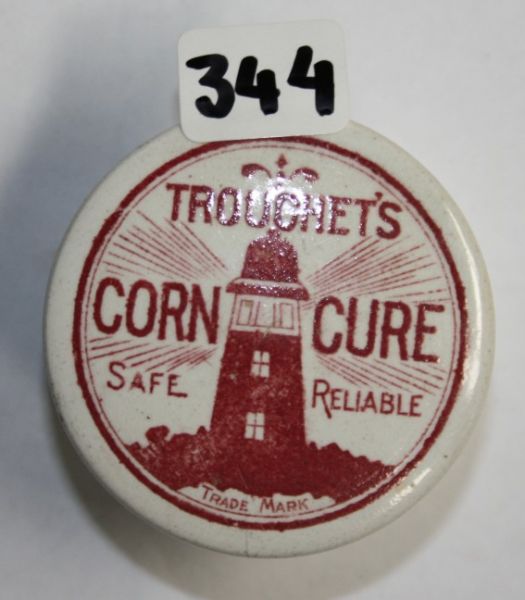 344
TROUCHET'S
CORN CURE
SAFE RELIABLE
TRADE MARK